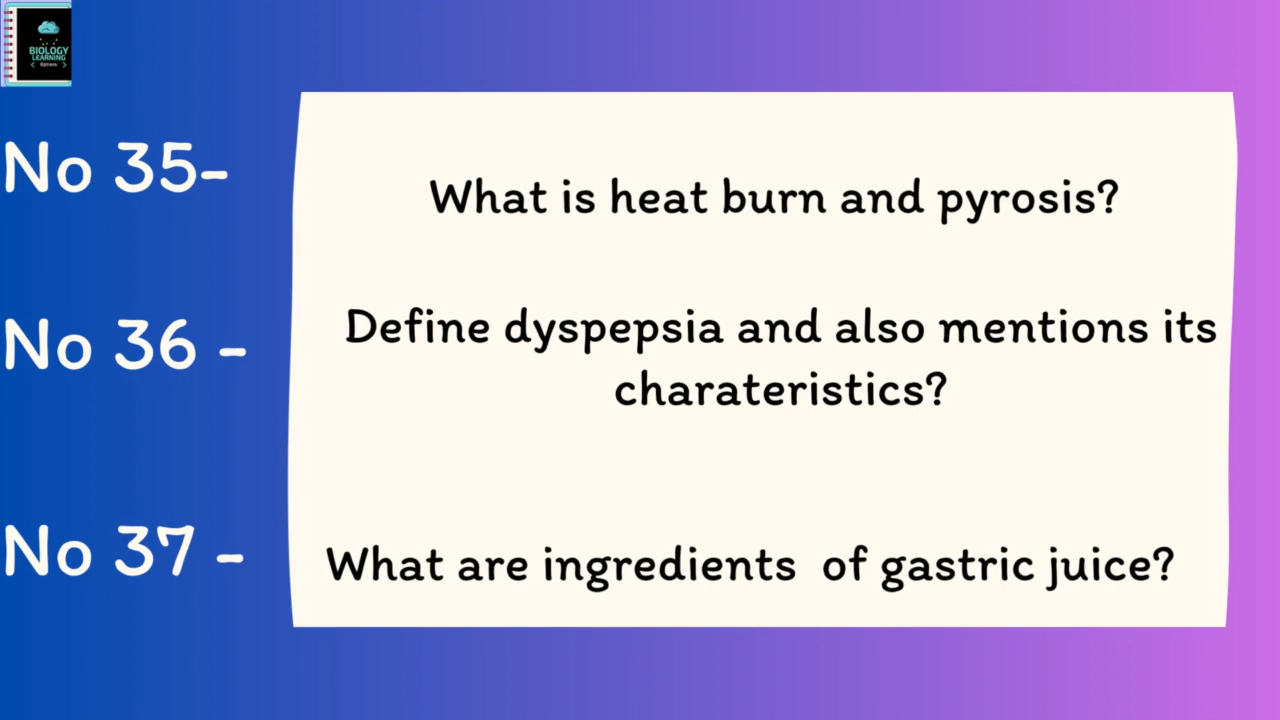 BIOLOGY
LEARNING
< Options >
No 35-
What is heat burn and pyrosis?
No 36 -
Define dyspepsia and also mentions its
charateristics?
No 37 -
What are ingredients of gastric juice?